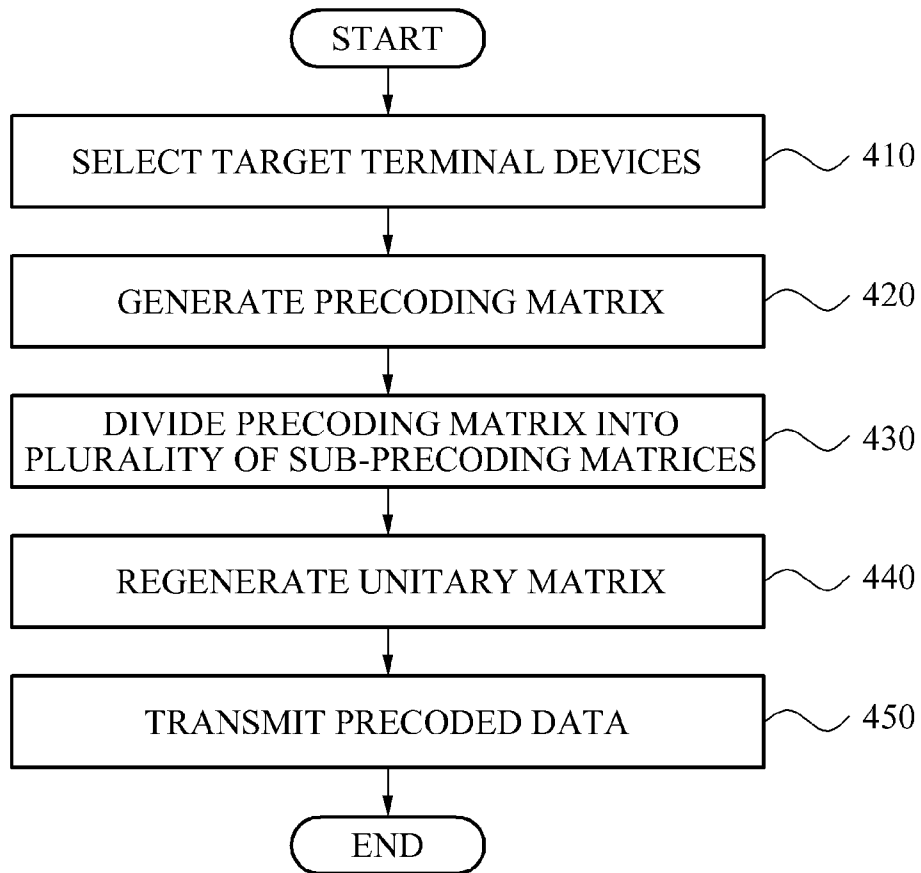 START
SELECT TARGET TERMINAL DEVICES
410
GENERATE PRECODING MATRIX
420
DIVIDE PRECODING MATRIX INTO
PLURALITY OF SUB-PRECODING MATRICES
430
REGENERATE UNITARY MATRIX
440
TRANSMIT PRECODED DATA
450
END